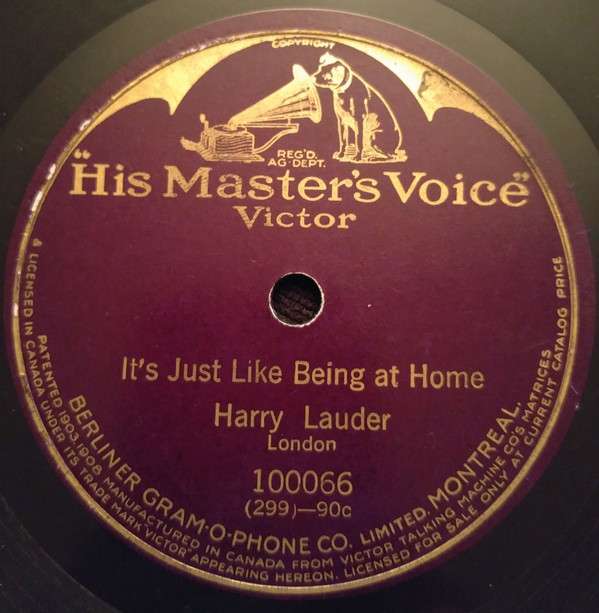 COPYRIGHT
REG'D.
AG-DEPT.
"His Master's Voice"
Victor
It's Just Like Being at Home
Harry Lauder
London
100066
(299)—90c
BERLINER GRAM-O-PHONE CO. LIMITED. MONTREAL.
PATENTED 1903, 1908 MANUFACTURED IN CANADA FROM VICTOR TALKING MACHINE CO'S MATRICES
& LICENSED IN CANADA UNDER ITS TRADE MARK VICTOR APPEARING HEREON. LICENSED FOR SALE ONLY AT CURRENT CATALOG PRICE